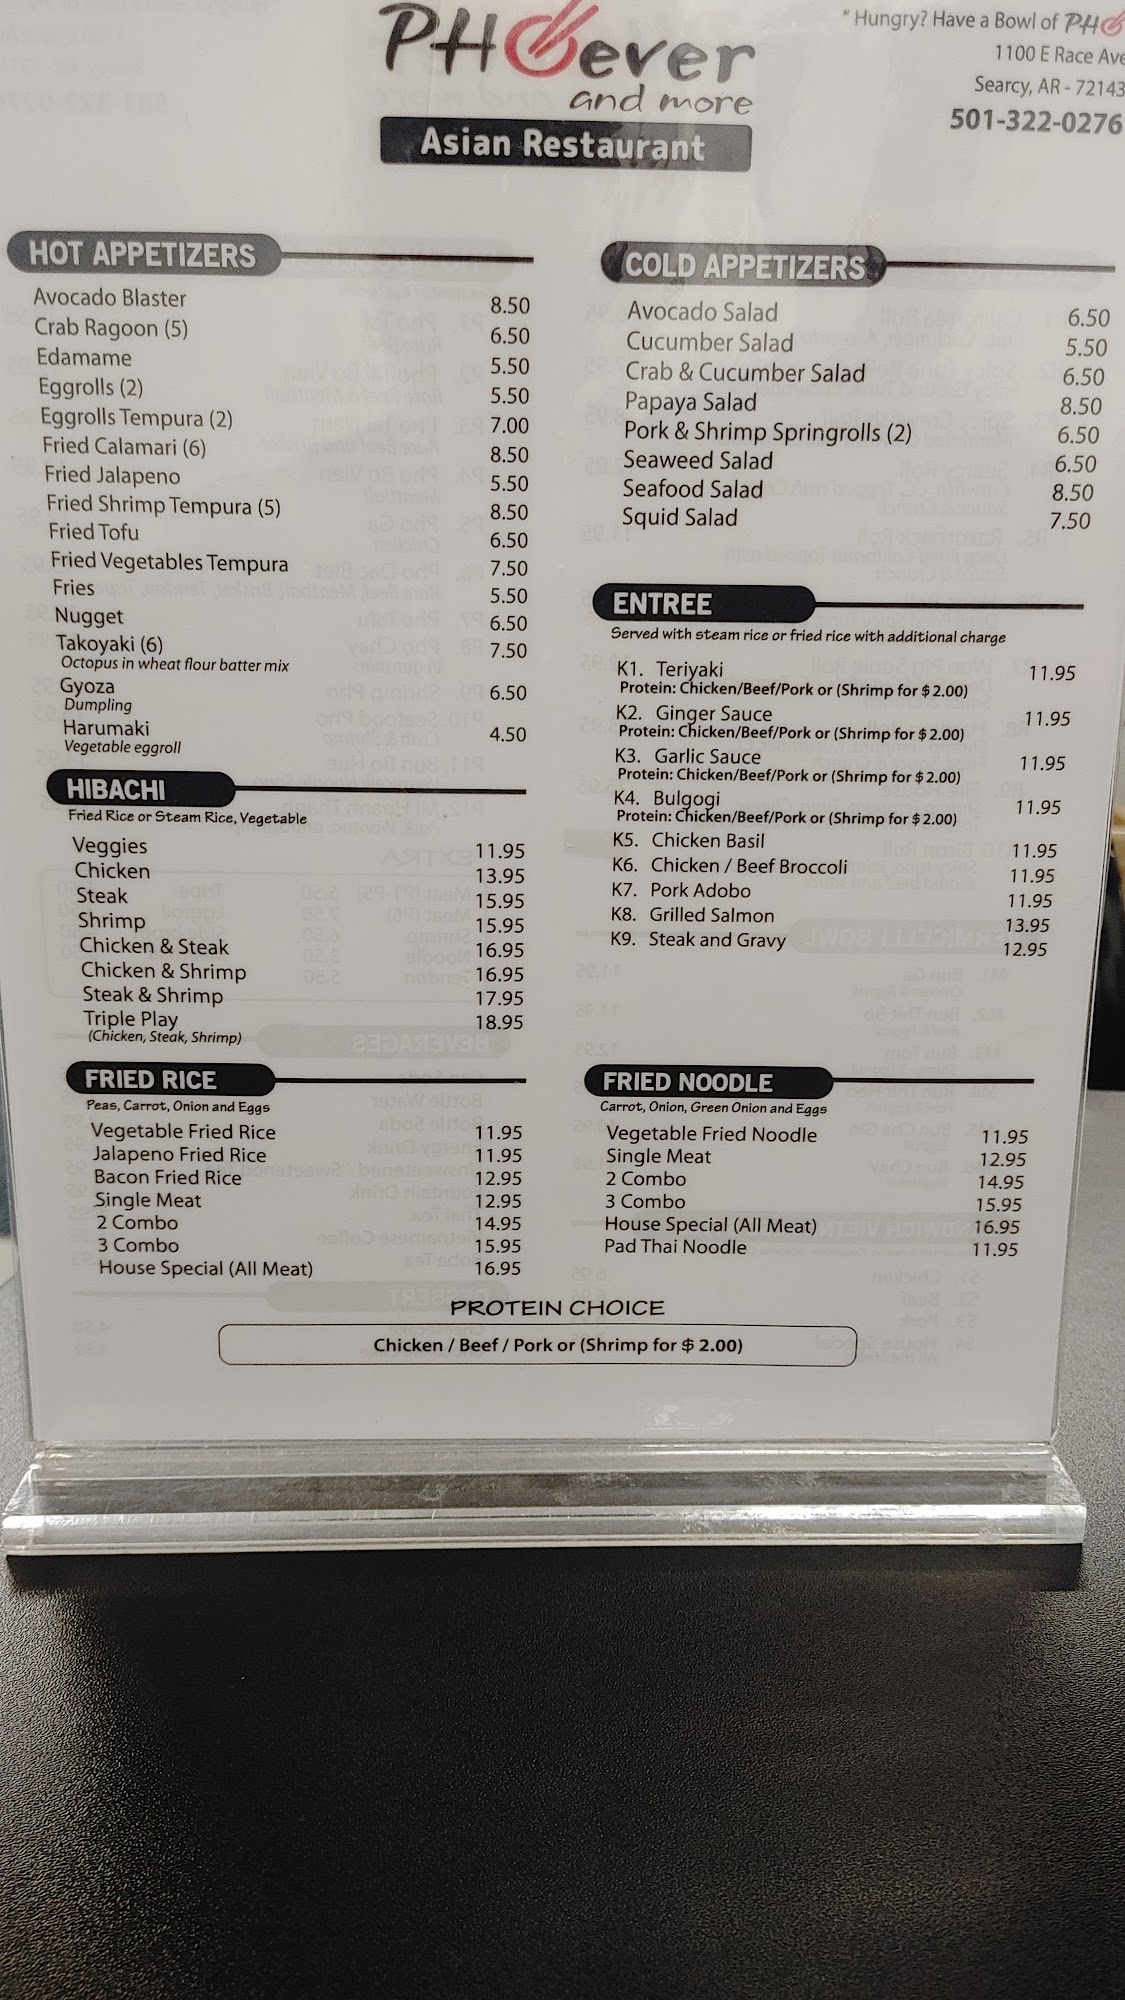 PHOever
and more
Asian Restaurant
" Hungry? Have a Bowl of PHO
1100 E Race Ave
Searcy, AR - 72143
501-322-0276
HOT APPETIZERS
Avocado Blaster 8.50
Crab Ragoon (5) 6.50
Edamame 5.50
Eggrolls (2) 5.50
Eggrolls Tempura (2) 7.00
Fried Calamari (6) 8.50
Fried Jalapeno 5.50
Fried Shrimp Tempura (5) 8.50
Fried Tofu 6.50
Fried Vegetables Tempura 7.50
Fries 5.50
Nugget 6.50
Takoyaki (6) 7.50
Octopus in wheat flour batter mix
Gyoza 6.50
Dumpling
Harumaki 4.50
Vegetable eggroll
HIBACHI
Fried Rice or Steam Rice, Vegetable
Veggies 11.95
Chicken 13.95
Steak 15.95
Shrimp 15.95
Chicken & Steak 16.95
Chicken & Shrimp 16.95
Steak & Shrimp 17.95
Triple Play 18.95
(Chicken, Steak, Shrimp)
FRIED RICE
Peas, Carrot, Onion and Eggs
Vegetable Fried Rice 11.95
Jalapeno Fried Rice 11.95
Bacon Fried Rice 12.95
Single Meat 12.95
2 Combo 14.95
3 Combo 15.95
House Special (All Meat) 16.95
COLD APPETIZERS
Avocado Salad 6.50
Cucumber Salad 5.50
Crab & Cucumber Salad 6.50
Papaya Salad 8.50
Pork & Shrimp Springrolls (2) 6.50
Seaweed Salad 6.50
Seafood Salad 8.50
Squid Salad 7.50
ENTREE
Served with steam rice or fried rice with additional charge
K1. Teriyaki 11.95
Protein: Chicken/Beef/Pork or (Shrimp for $2.00)
K2. Ginger Sauce 11.95
Protein: Chicken/Beef/Pork or (Shrimp for $2.00)
K3. Garlic Sauce 11.95
Protein: Chicken/Beef/Pork or (Shrimp for $2.00)
K4. Bulgogi 11.95
Protein: Chicken/Beef/Pork or (Shrimp for $2.00)
K5. Chicken Basil 11.95
K6. Chicken / Beef Broccoli 11.95
K7. Pork Adobo 11.95
K8. Grilled Salmon 13.95
K9. Steak and Gravy 12.95
FRIED NOODLE
Carrot, Onion, Green Onion and Eggs
Vegetable Fried Noodle 11.95
Single Meat 12.95
2 Combo 14.95
3 Combo 15.95
House Special (All Meat) 16.95
Pad Thai Noodle 11.95
PROTEIN CHOICE
Chicken / Beef / Pork or (Shrimp for $ 2.00)